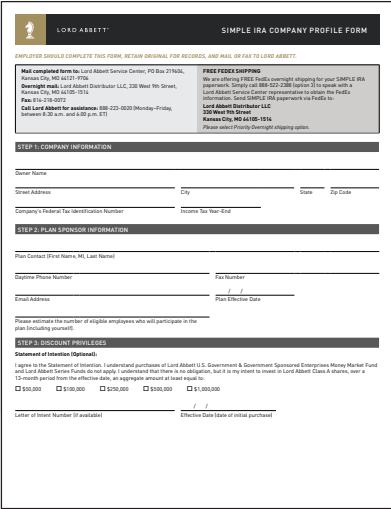 LORD ABBETT®
SIMPLE IRA COMPANY PROFILE FORM
EMPLOYER SHOULD COMPLETE THIS FORM, RETAIN ORIGINAL FOR RECORDS, AND MAIL OR FAX TO LORD ABBETT.
Mail completed form to: Lord Abbett Service Center, PO Box 219606,
Kansas City, MO 64121-9706
Overnight mail: Lord Abbett Distributor LLC, 330 West 9th Street,
Kansas City, MO 64105-1514
Fax: 816-218-0072
Call Lord Abbett for assistance: 888-223-0020 (Monday–Friday,
between 8:30 a.m. and 6:00 p.m. ET)
FREE FEDEX SHIPPING
We are offering FREE FedEx overnight shipping for your SIMPLE IRA
paperwork. Simply call 888-522-2388 (option 3) to speak with a
Lord Abbett Service Center representative to obtain the FedEx
information. Send SIMPLE IRA paperwork via FedEx to:
Lord Abbett Distributor LLC
330 West 9th Street
Kansas City, MO 64105-1514
Please select Priority Overnight shipping option.
STEP 1: COMPANY INFORMATION
Owner Name
Street Address City State Zip Code
Company's Federal Tax Identification Number Income Tax Year-End
STEP 2: PLAN SPONSOR INFORMATION
Plan Contact (First Name, MI, Last Name)
Daytime Phone Number Fax Number
/ /
Email Address Plan Effective Date
Please estimate the number of eligible employees who will participate in the
plan (including yourself).
STEP 3: DISCOUNT PRIVILEGES
Statement of Intention (Optional):
I agree to the Statement of Intention. I understand purchases of Lord Abbett U.S. Government & Government Sponsored Enterprises Money Market Fund
and Lord Abbett Series Funds do not apply. I understand that there is no obligation, but it is my intent to invest in Lord Abbett Class A shares, over a
13-month period from the effective date, an aggregate amount at least equal to:
☐ $50,000 ☐ $100,000 ☐ $250,000 ☐ $500,000 ☐ $1,000,000
/ /
Letter of Intent Number (if available) Effective Date (date of initial purchase)